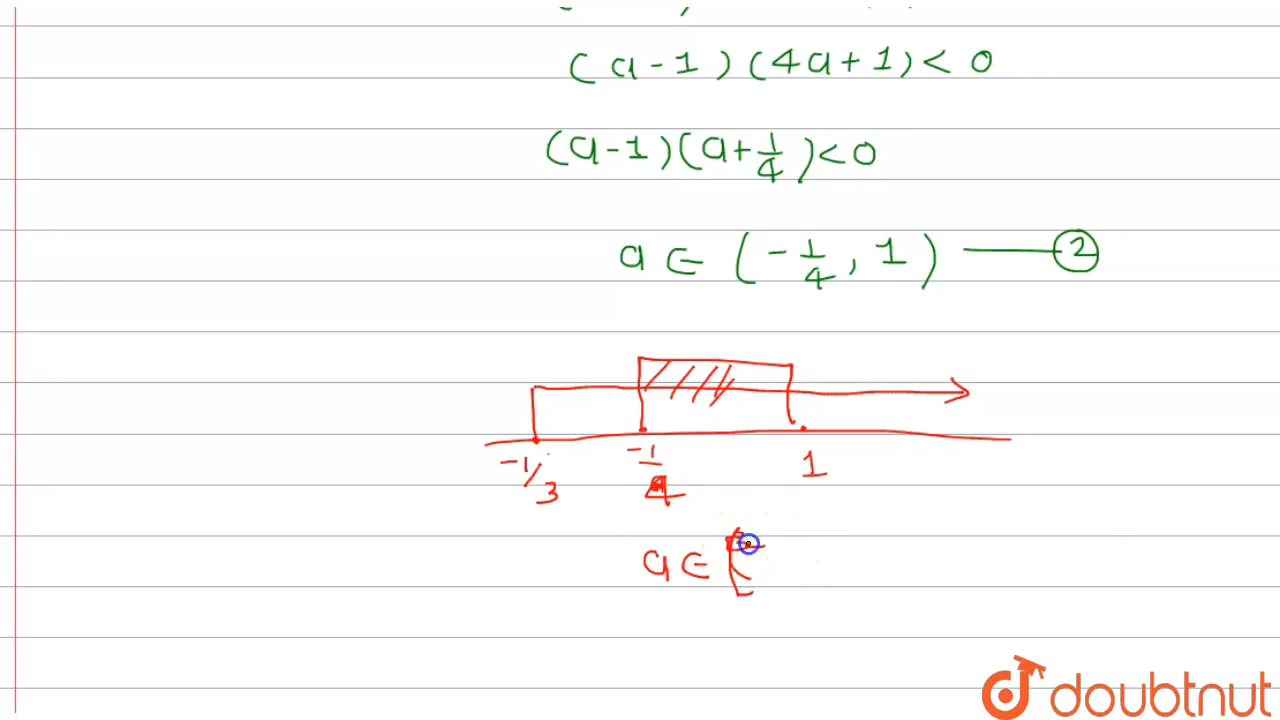 (a-1)(4a+1)<0
(a-1)(a+1/4)<0
a∈(-1/4, 1) —— 2
-1/3 -1/4 1
a∈
doubtnut